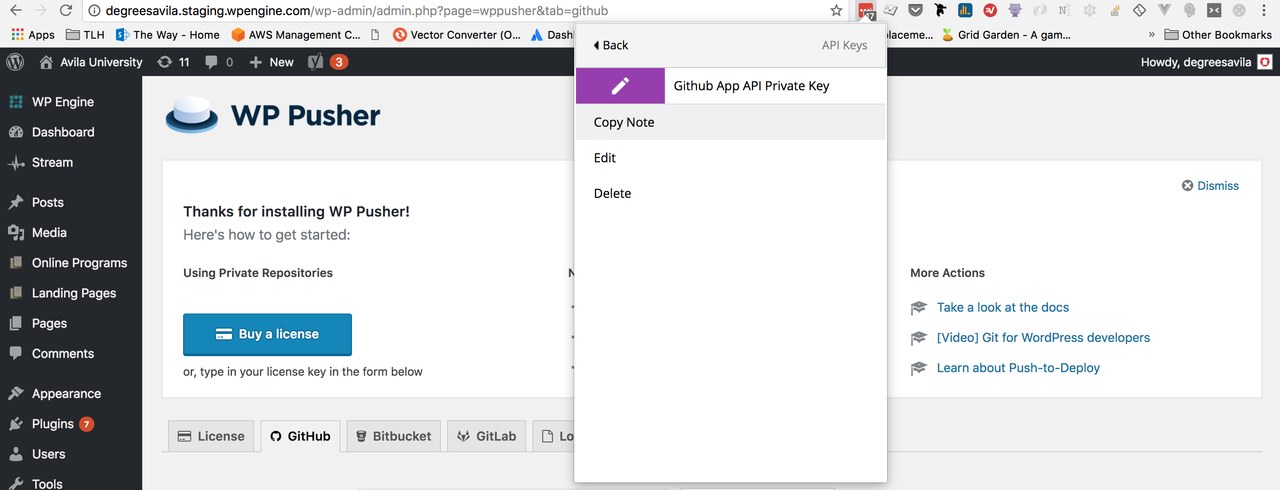 degreesavila.staging.wpengine.com/wp-admin/admin.php?page=wppusher&tab=github
7
Apps TLH The Way - Home AWS Management C... Vector Converter (O... Dash placeme... Grid Garden - A gam... » Other Bookmarks
Avila University 11 0 New 3 Howdy, degreesavila
Back API Keys
Github App API Private Key
Copy Note
Edit
Delete
WP Engine
Dashboard
Stream
Posts
Media
Online Programs
Landing Pages
Pages
Comments
Appearance
Plugins 7
Users
Tools
WP Pusher
Dismiss
Thanks for installing WP Pusher!
Here's how to get started:
Using Private Repositories
Buy a license
or, type in your license key in the form below
N
More Actions
Take a look at the docs
[Video] Git for WordPress developers
Learn about Push-to-Deploy
License GitHub Bitbucket GitLab Lo